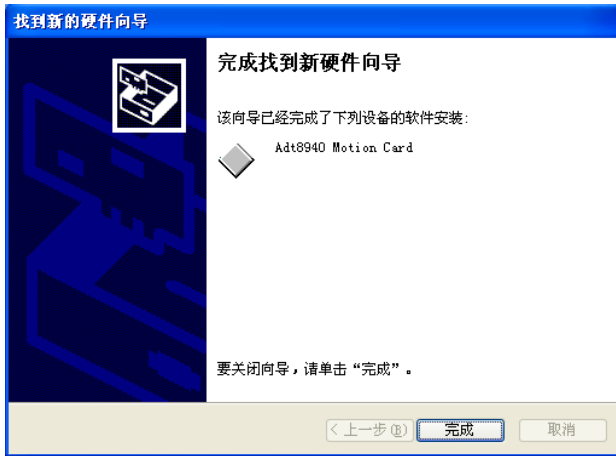 找到新的硬件向导
完成找到新硬件向导
该向导已经完成了下列设备的软件安装:
Adt8940 Motion Card
要关闭向导，请单击“完成”。
<上一步(B)
完成
取消